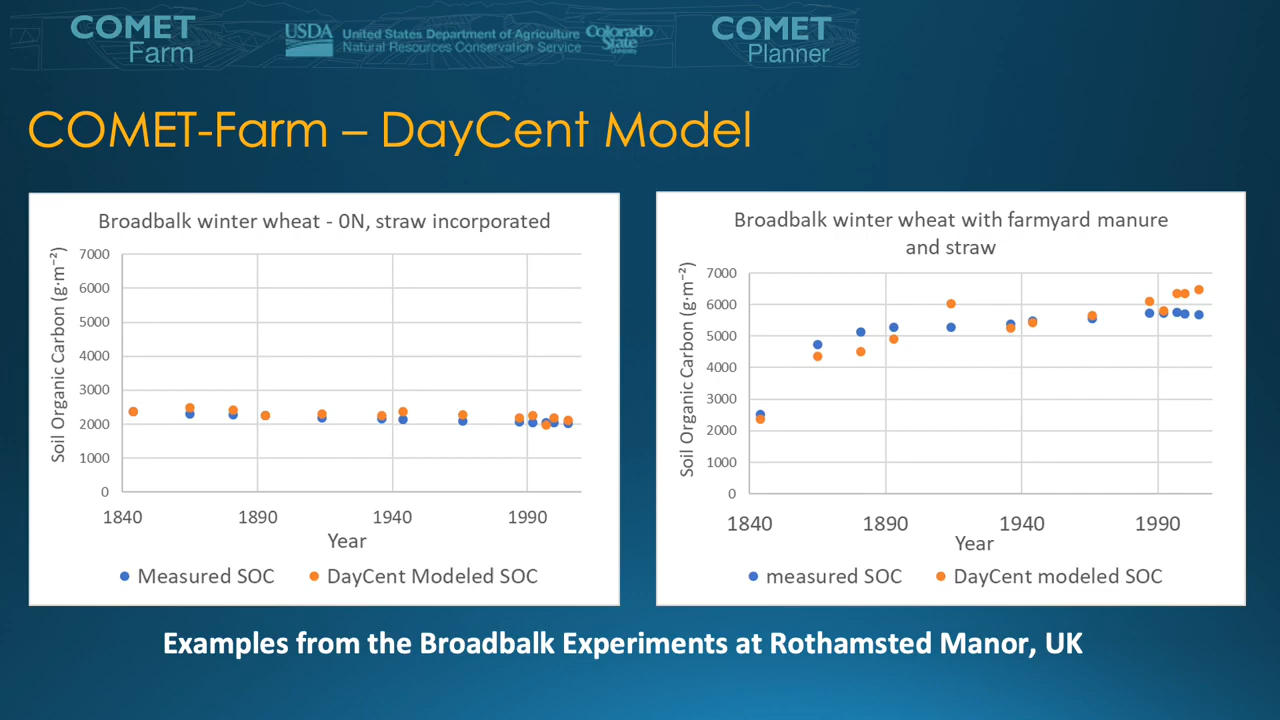 COMET
Farm
USDA
United States Department of Agriculture
Natural Resources Conservation Service
Colorado
State
University
COMET
Planner
COMET-Farm – DayCent Model
Broadbalk winter wheat - 0N, straw incorporated
Soil Organic Carbon (g·m⁻²)
7000
6000
5000
4000
3000
2000
1000
0
1840 1890 1940 1990
Year
Measured SOC DayCent Modeled SOC
Broadbalk winter wheat with farmyard manure
and straw
Soil Organic Carbon (g·m⁻²)
7000
6000
5000
4000
3000
2000
1000
0
1840 1890 1940 1990
Year
measured SOC DayCent modeled SOC
Examples from the Broadbalk Experiments at Rothamsted Manor, UK